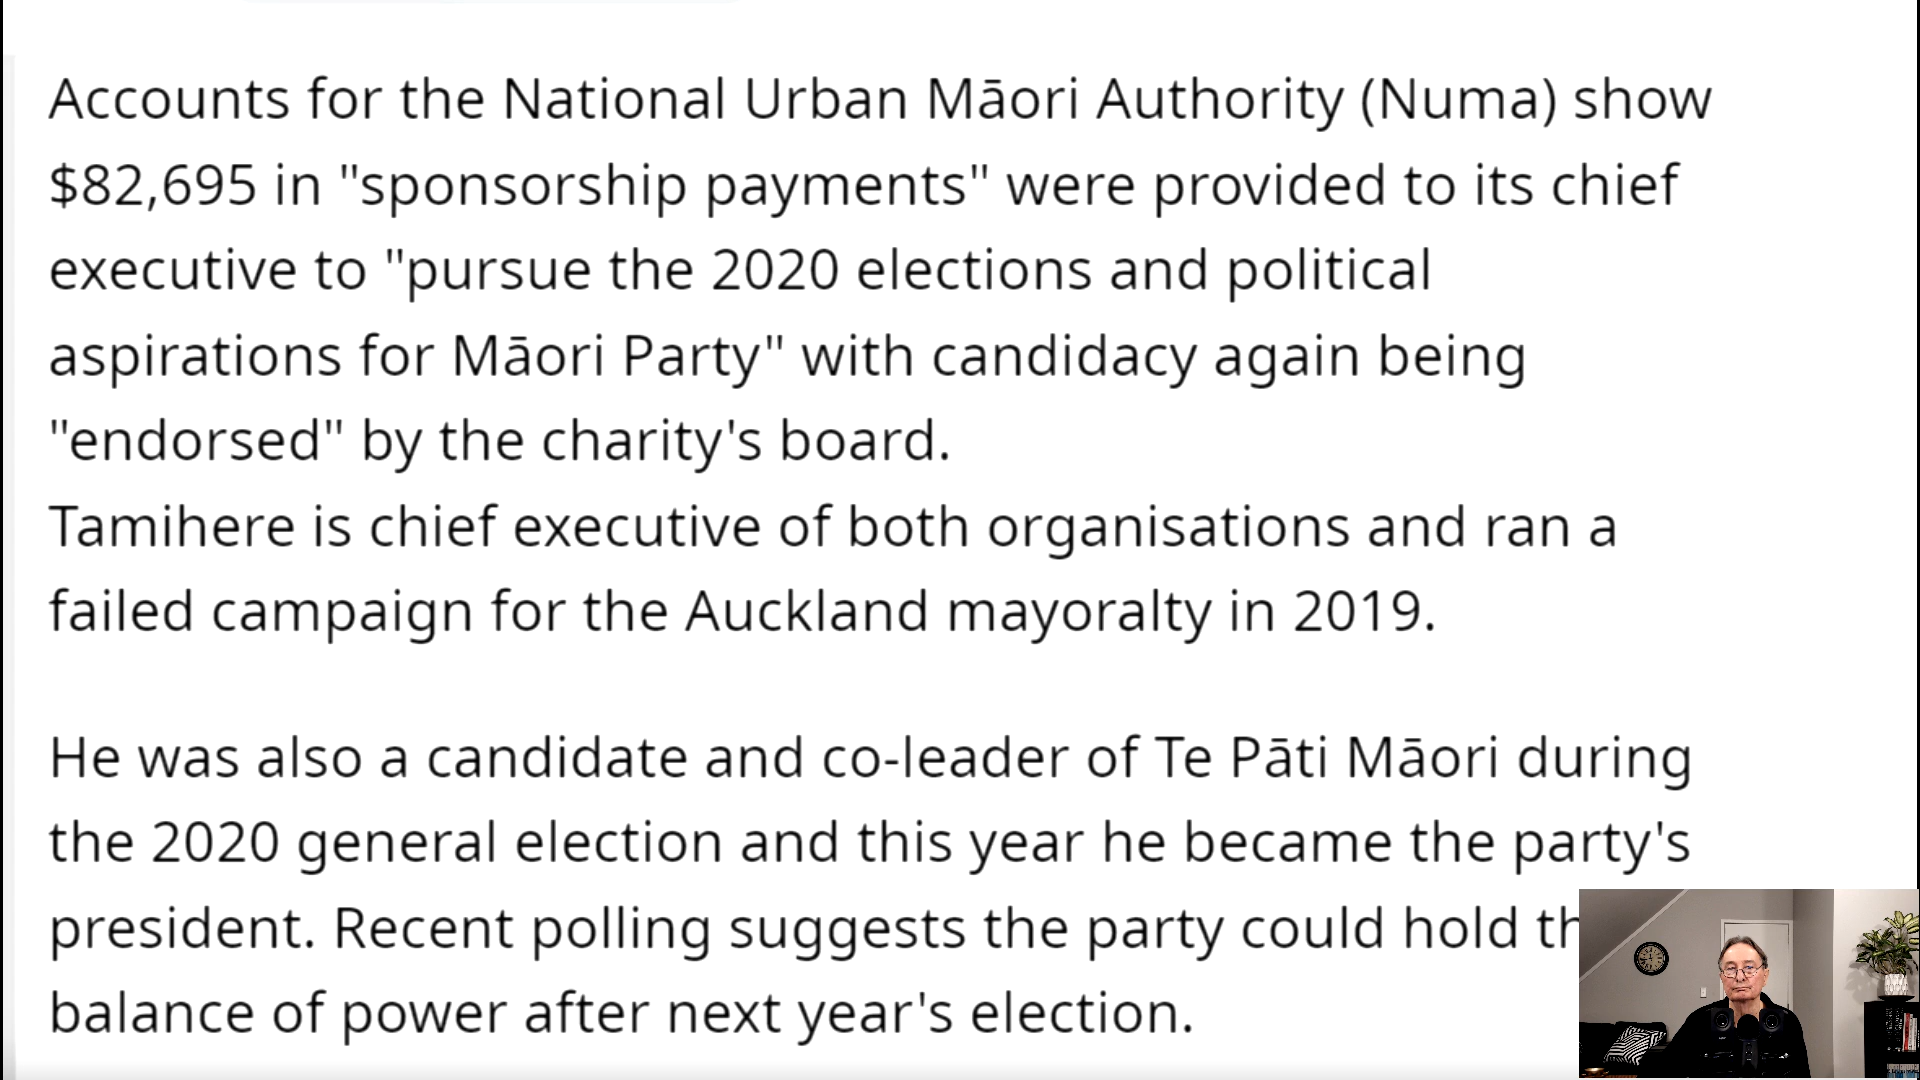 Accounts for the National Urban Māori Authority (Numa) show
$82,695 in "sponsorship payments" were provided to its chief
executive to "pursue the 2020 elections and political
aspirations for Māori Party" with candidacy again being
"endorsed" by the charity's board.
Tamihere is chief executive of both organisations and ran a
failed campaign for the Auckland mayoralty in 2019.
He was also a candidate and co-leader of Te Pāti Māori during
the 2020 general election and this year he became the party's
president. Recent polling suggests the party could hold
balance of power after next year's election.